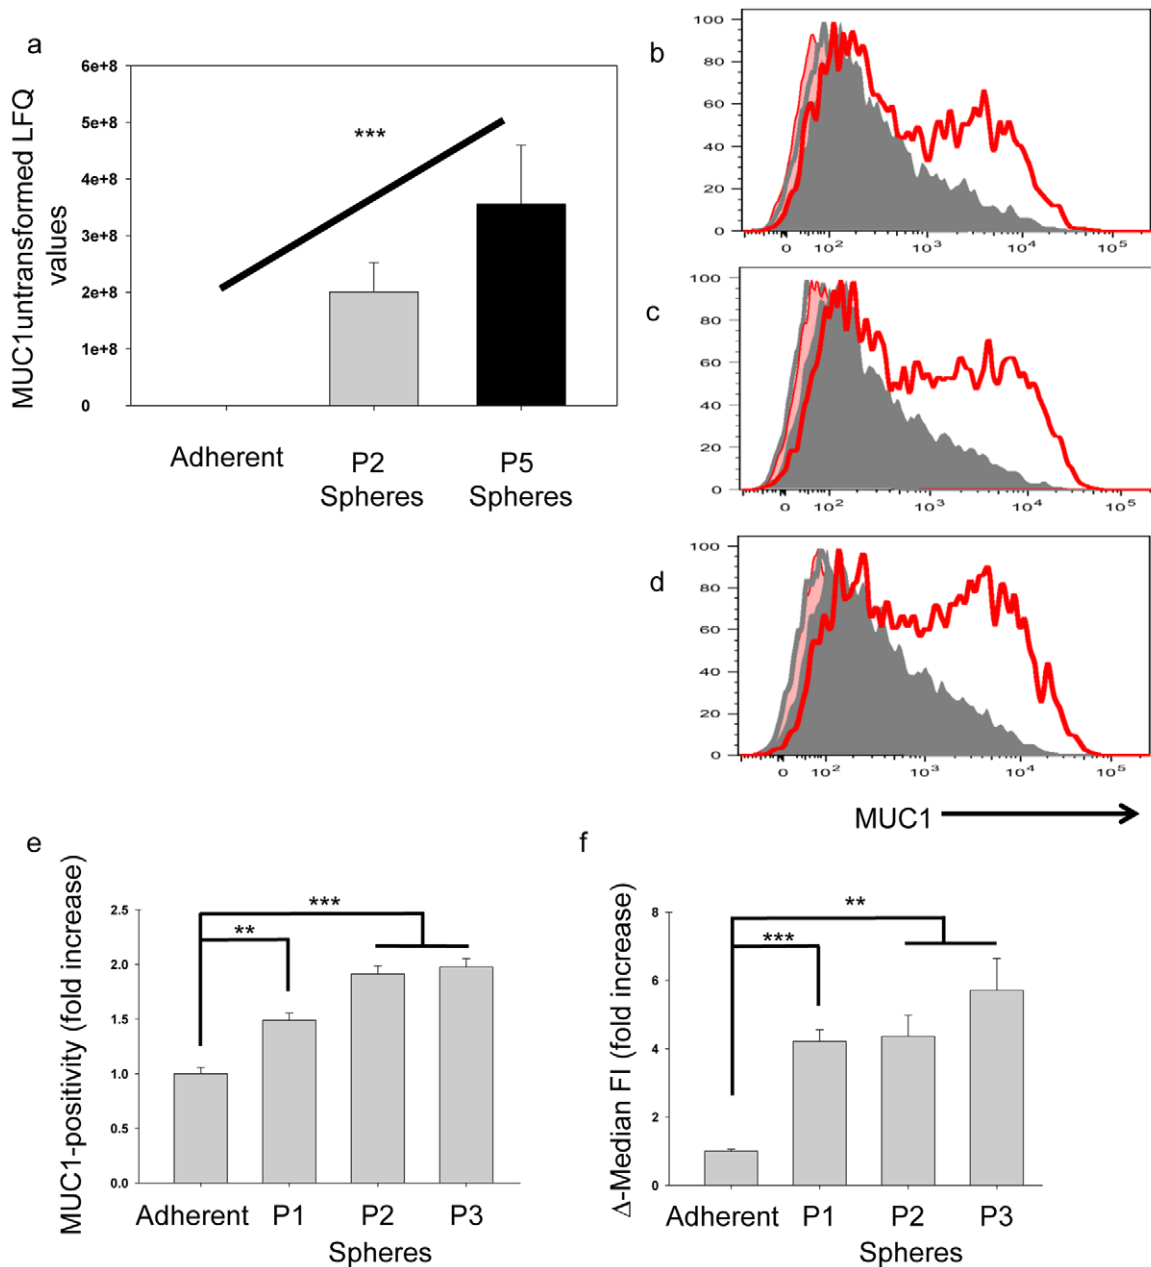 a
MUC1untransformed LFQ
values
6e+8
5e+8
4e+8
3e+8
2e+8
1e+8
0
***
Adherent
P2
Spheres
P5
Spheres
b
100
80
60
40
20
0
0 10² 10³ 10⁴ 10⁵
c
100
80
60
40
20
0
0 10² 10³ 10⁴ 10⁵
d
100
80
60
40
20
0
0 10² 10³ 10⁴ 10⁵
MUC1
e
MUC1-positivity (fold increase)
2.5
2.0
1.5
1.0
0.5
0.0
***
**
Adherent P1 P2 P3
Spheres
f
Δ-Median FI (fold increase)
8
6
4
2
0
**
***
Adherent P1 P2 P3
Spheres